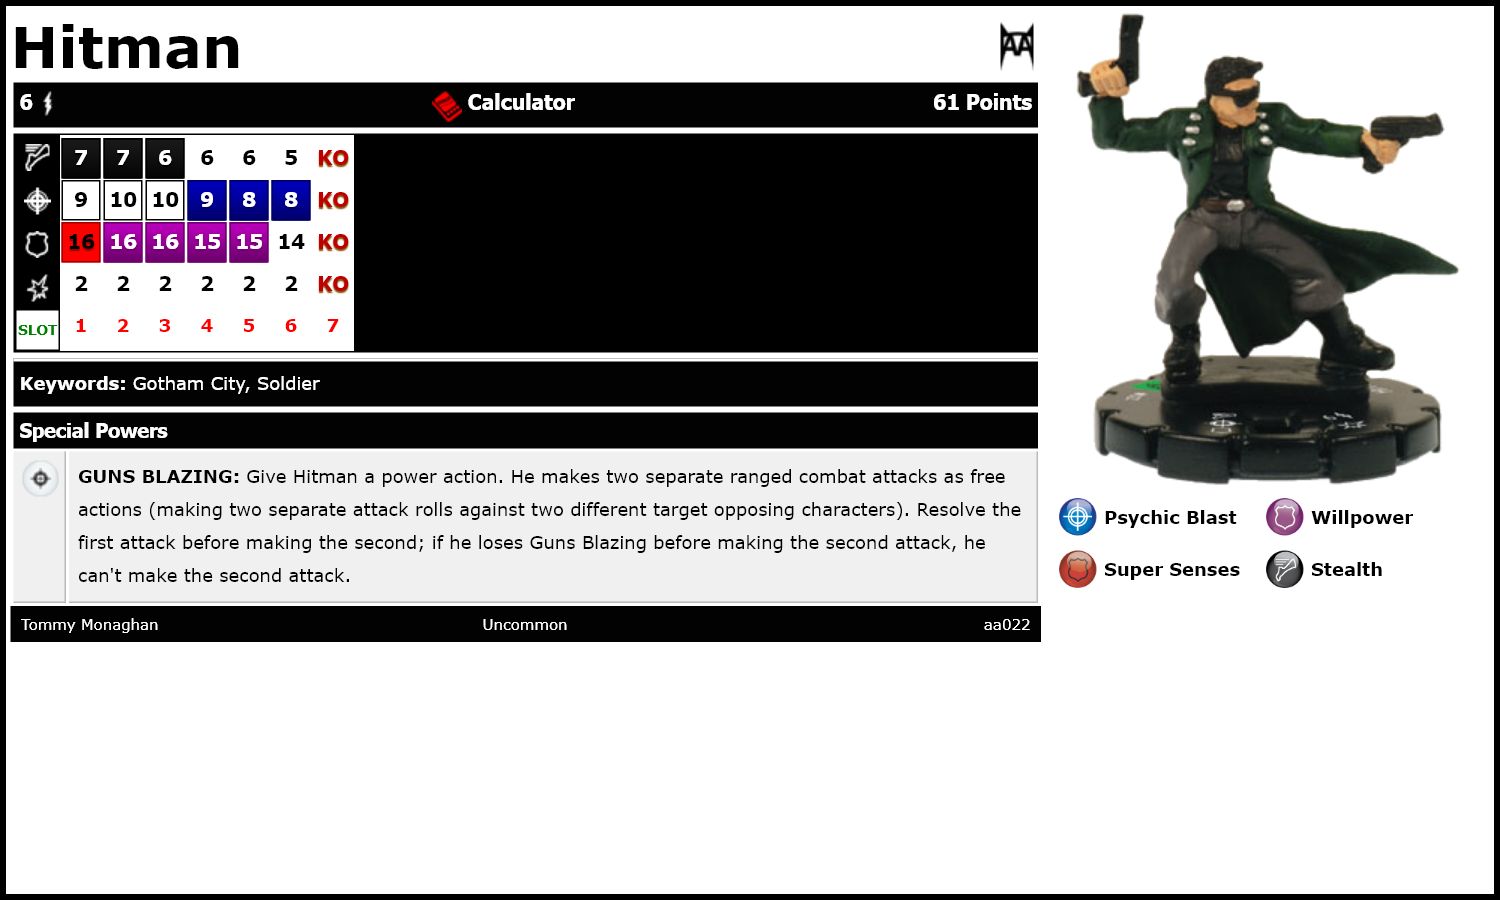 Hitman
AA
6 Calculator 61 Points
7 7 6 6 6 5 KO
9 10 10 9 8 8 KO
16 16 16 15 15 14 KO
2 2 2 2 2 2 KO
SLOT 1 2 3 4 5 6 7
Keywords: Gotham City, Soldier
Special Powers
GUNS BLAZING: Give Hitman a power action. He makes two separate ranged combat attacks as free
actions (making two separate attack rolls against two different target opposing characters). Resolve the
first attack before making the second; if he loses Guns Blazing before making the second attack, he
can't make the second attack.
Tommy Monaghan Uncommon aa022
Psychic Blast Willpower
Super Senses Stealth